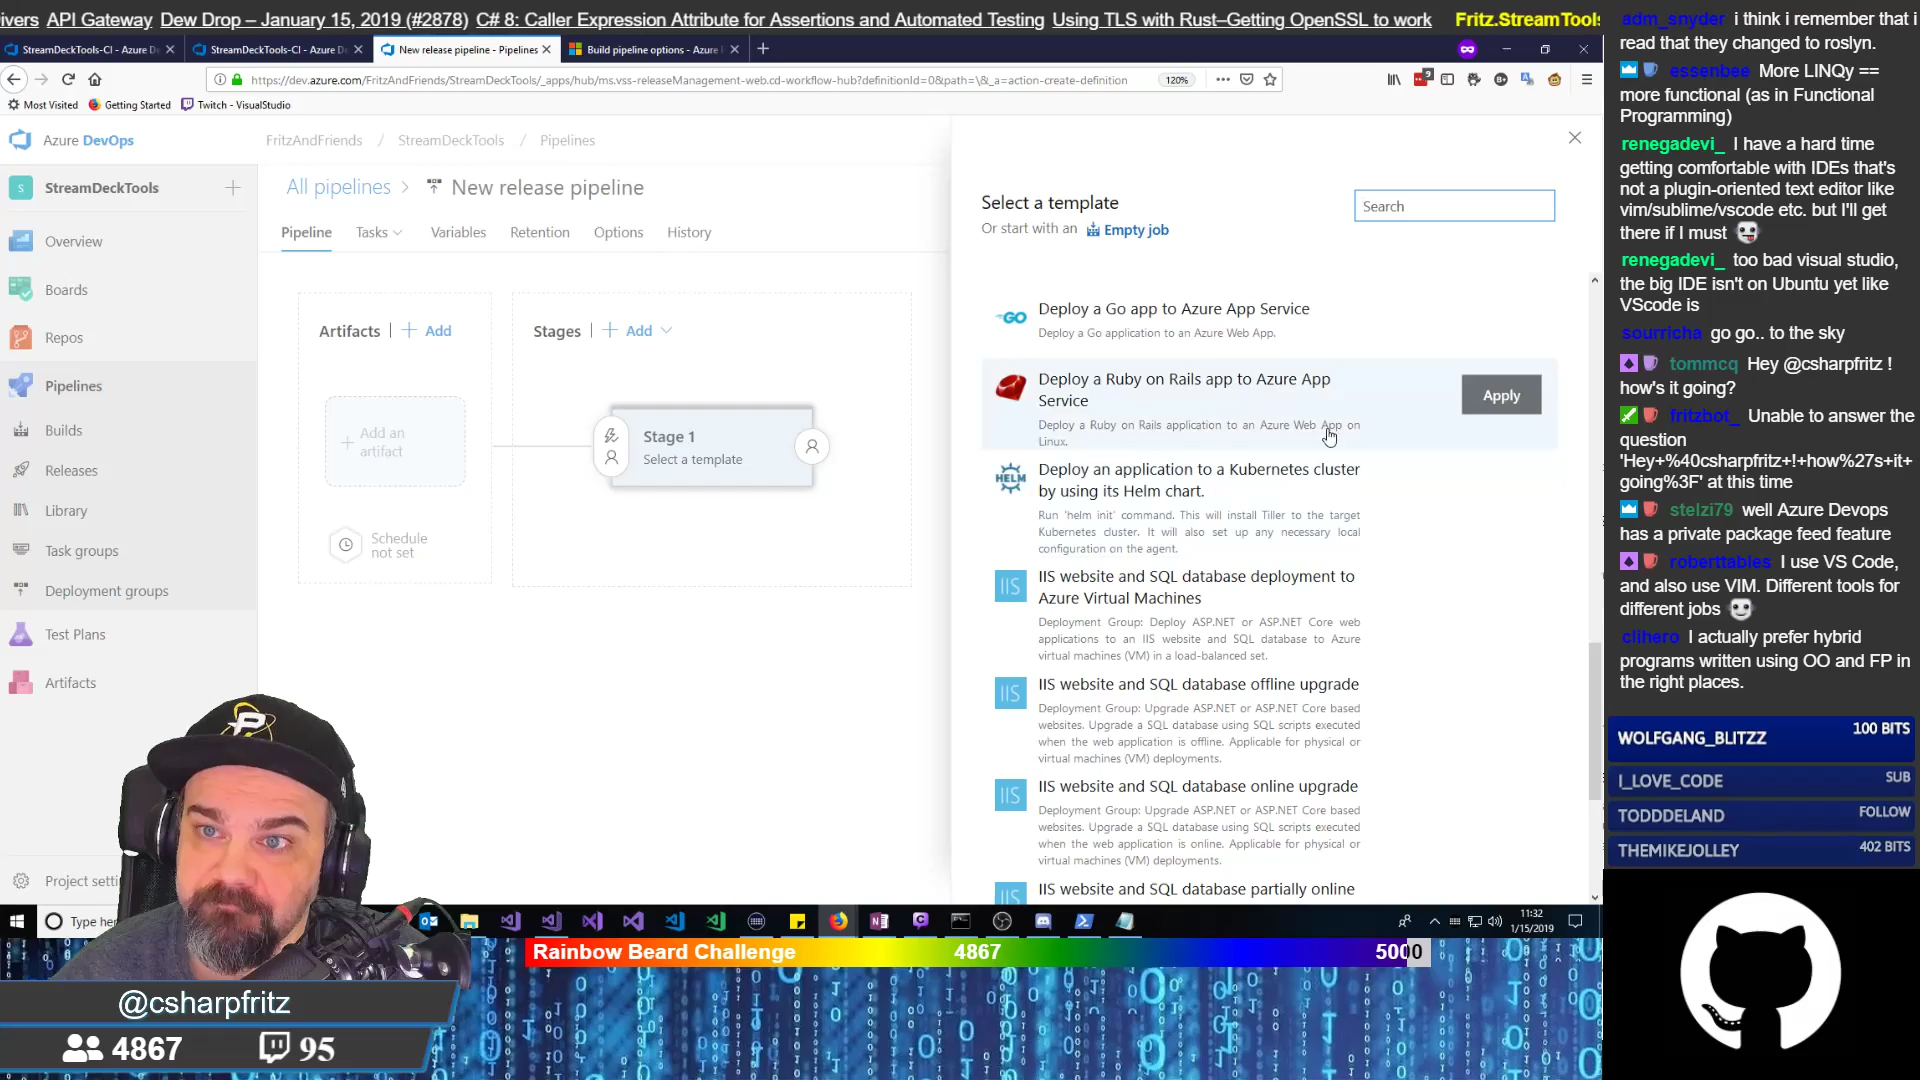 ivers API Gateway Dew Drop – January 15, 2019 (#2878) C# 8: Caller Expression Attribute for Assertions and Automated Testing Using TLS with Rust–Getting OpenSSL to work Fritz.StreamTools
StreamDeckTools-CI - Azure De
StreamDeckTools-CI - Azure De
New release pipeline - Pipelines
Build pipeline options - Azure
https://dev.azure.com/FritzAndFriends/StreamDeckTools/_apps/hub/ms.vss-releaseManagement-web.cd-workflow-hub?definitionId=0&path=\&_a=action-create-definition
120%
Most Visited
Getting Started
Twitch - VisualStudio
Azure DevOps
FritzAndFriends / StreamDeckTools / Pipelines
S StreamDeckTools
Overview
Boards
Repos
Pipelines
Builds
Releases
Library
Task groups
Deployment groups
Test Plans
Artifacts
Project setti
All pipelines > New release pipeline
Pipeline Tasks Variables Retention Options History
Artifacts | + Add
+ Add an
artifact
Schedule
not set
Stages | + Add
Stage 1
Select a template
Select a template
Search
Or start with an Empty job
GO
Deploy a Go app to Azure App Service
Deploy a Go application to an Azure Web App.
Deploy a Ruby on Rails app to Azure App
Service
Deploy a Ruby on Rails application to an Azure Web App on
Linux.
Apply
HELM
Deploy an application to a Kubernetes cluster
by using its Helm chart.
Run 'helm init' command. This will install Tiller to the target
Kubernetes cluster. It will also set up any necessary local
configuration on the agent.
IIS
IIS website and SQL database deployment to
Azure Virtual Machines
Deployment Group: Deploy ASP.NET or ASP.NET Core web
applications to an IIS website and SQL database to Azure
virtual machines (VM) in a load-balanced set.
IIS
IIS website and SQL database offline upgrade
Deployment Group: Upgrade ASP.NET or ASP.NET Core based
websites. Upgrade a SQL database using SQL scripts executed
when the web application is offline. Applicable for physical or
virtual machines (VM) deployments.
IIS
IIS website and SQL database online upgrade
Deployment Group: Upgrade ASP.NET or ASP.NET Core based
websites. Upgrade a SQL database using SQL scripts executed
when the web application is online. Applicable for physical or
virtual machines (VM) deployments.
IIS
IIS website and SQL database partially online
Type her
11:32
1/15/2019
Rainbow Beard Challenge 4867 5000
@csharpfritz
4867 95
adm_snyder i think i remember that i
read that they changed to roslyn.
essenbee More LINQy ==
more functional (as in Functional
Programming)
renegadevi_ I have a hard time
getting comfortable with IDEs that's
not a plugin-oriented text editor like
vim/sublime/vscode etc. but I'll get
there if I must
renegadevi_ too bad visual studio,
the big IDE isn't on Ubuntu yet like
VScode is
sourricha go go.. to the sky
tommcq Hey @csharpfritz !
how's it going?
fritzbot_ Unable to answer the
question
'Hey+%40csharpfritz+!+how%27s+it+
going%3F' at this time
stelzi79 well Azure Devops
has a private package feed feature
roberttables I use VS Code,
and also use VIM. Different tools for
different jobs
clihero I actually prefer hybrid
programs written using OO and FP in
the right places.
WOLFGANG_BLITZZ 100 BITS
I_LOVE_CODE SUB
TODDDELAND FOLLOW
THEMIKEJOLLEY 402 BITS